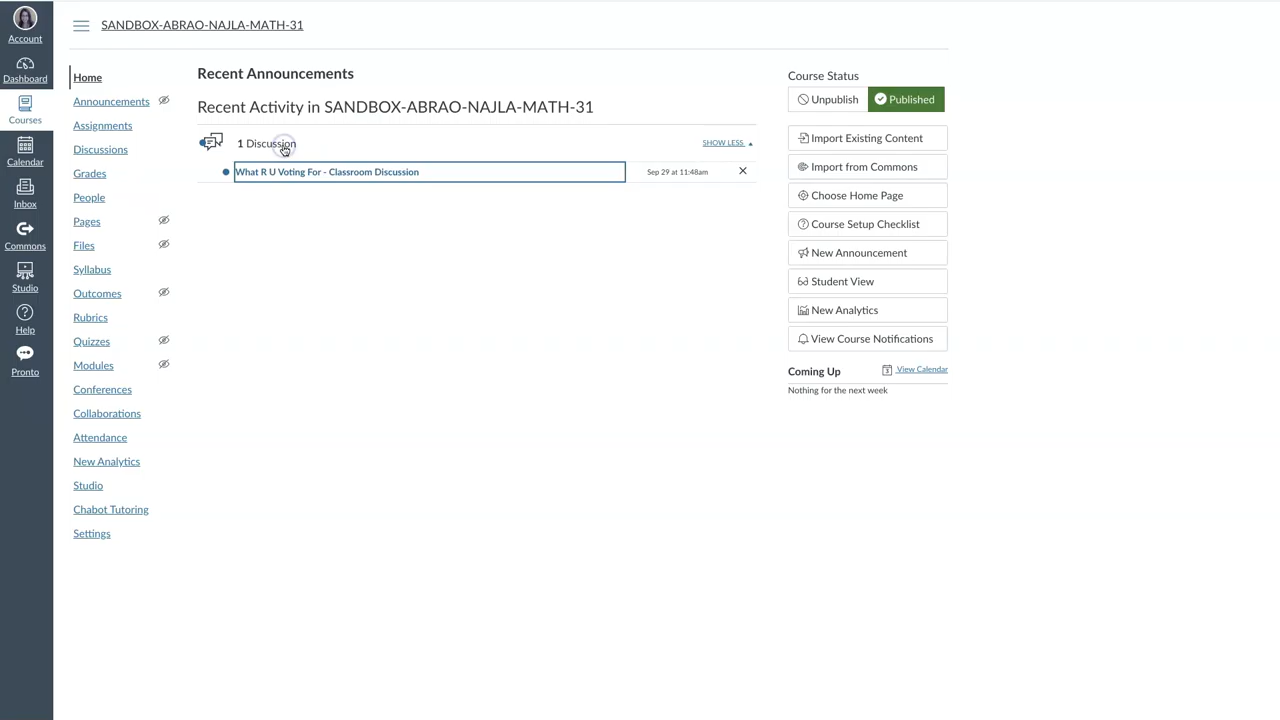 SANDBOX-ABRAO-NAJLA-MATH-31
Account
Dashboard
Courses
Calendar
Inbox
Commons
Studio
Help
Pronto
Home
Announcements
Assignments
Discussions
Grades
People
Pages
Files
Syllabus
Outcomes
Rubrics
Quizzes
Modules
Conferences
Collaborations
Attendance
New Analytics
Studio
Chabot Tutoring
Settings
Recent Announcements
Recent Activity in SANDBOX-ABRAO-NAJLA-MATH-31
1 Discussion SHOW LESS
What R U Voting For - Classroom Discussion Sep 29 at 11:48am
Course Status
Unpublish Published
Import Existing Content
Import from Commons
Choose Home Page
Course Setup Checklist
New Announcement
Student View
New Analytics
View Course Notifications
Coming Up View Calendar
Nothing for the next week